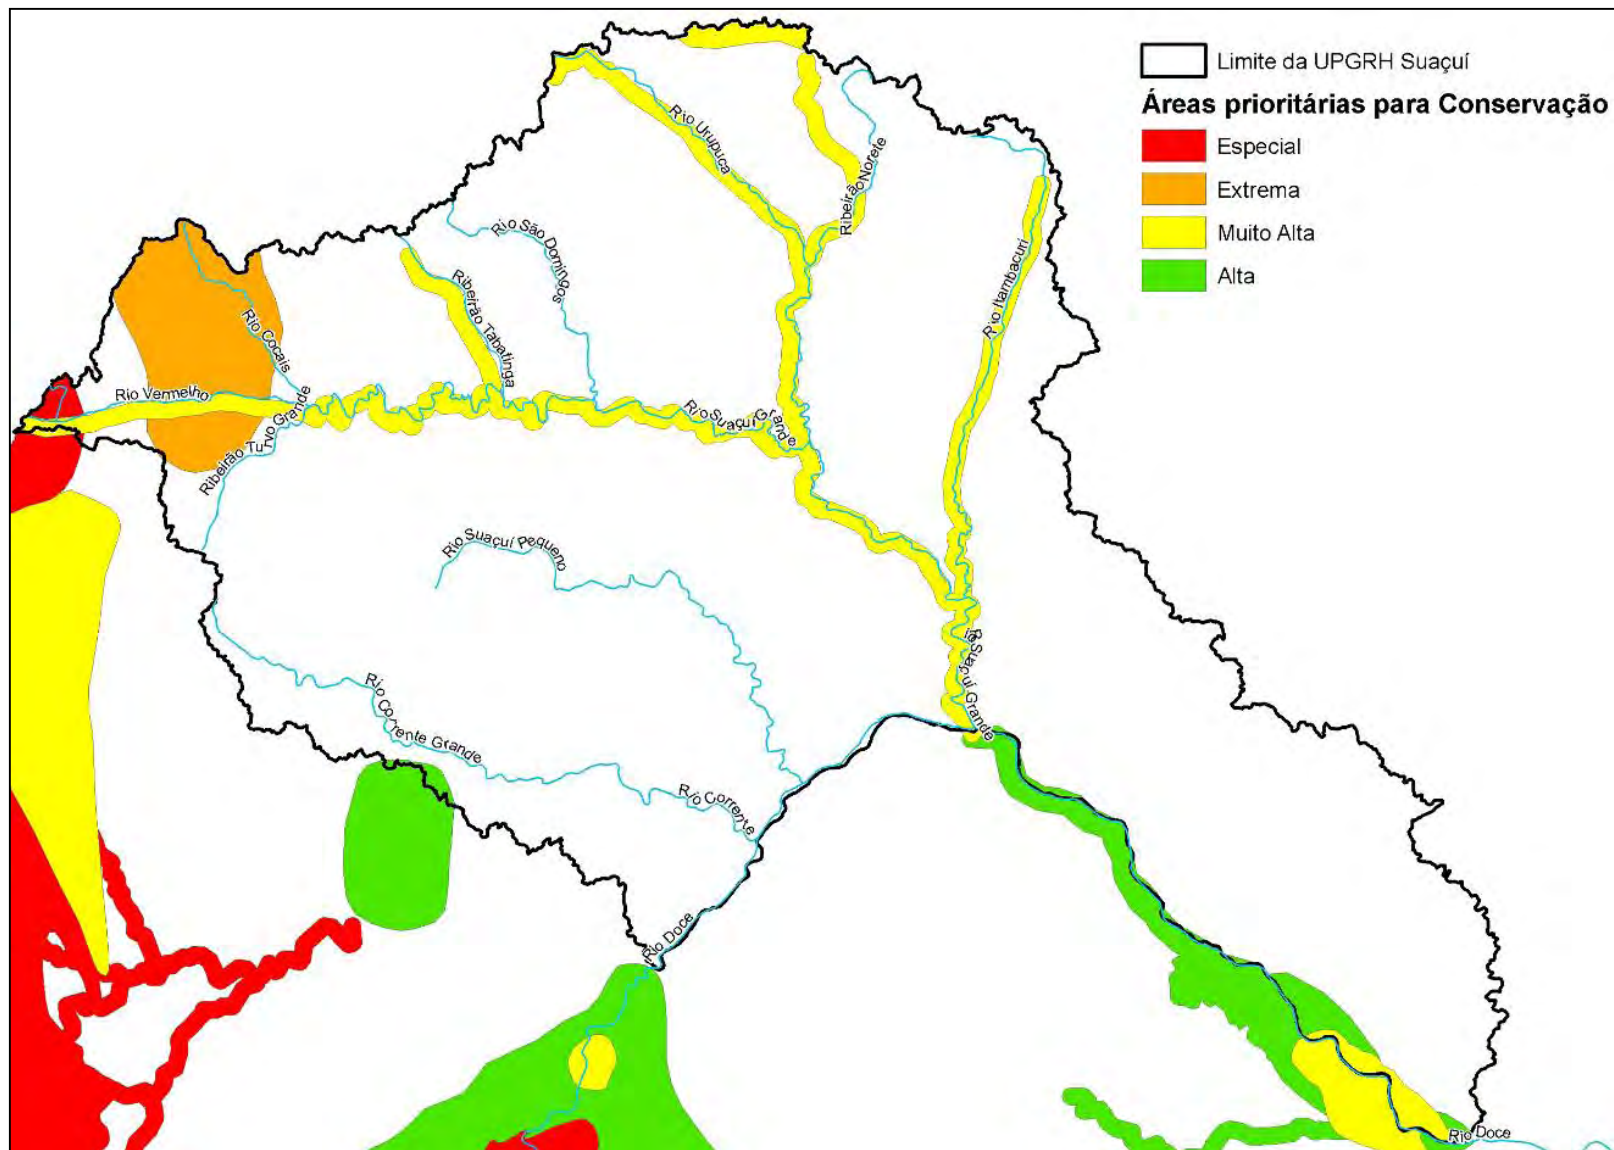 Limite da UPGRH Suaçuí
Áreas prioritárias para Conservação
Especial
Extrema
Muito Alta
Alta
Rio Urupuca
Ribeirão Norete
Rio São Domingos
Rio Itambacuri
Ribeirão Tabatinga
Rio Cocais
Rio Vermelho
Ribeirão Turvo Grande
Rio Suaçuí Grande
Rio Suaçuí Pequeno
Rio Suaçuí Grande
Rio Corrente Grande
Rio Corrente
Rio Doce
Rio Doce